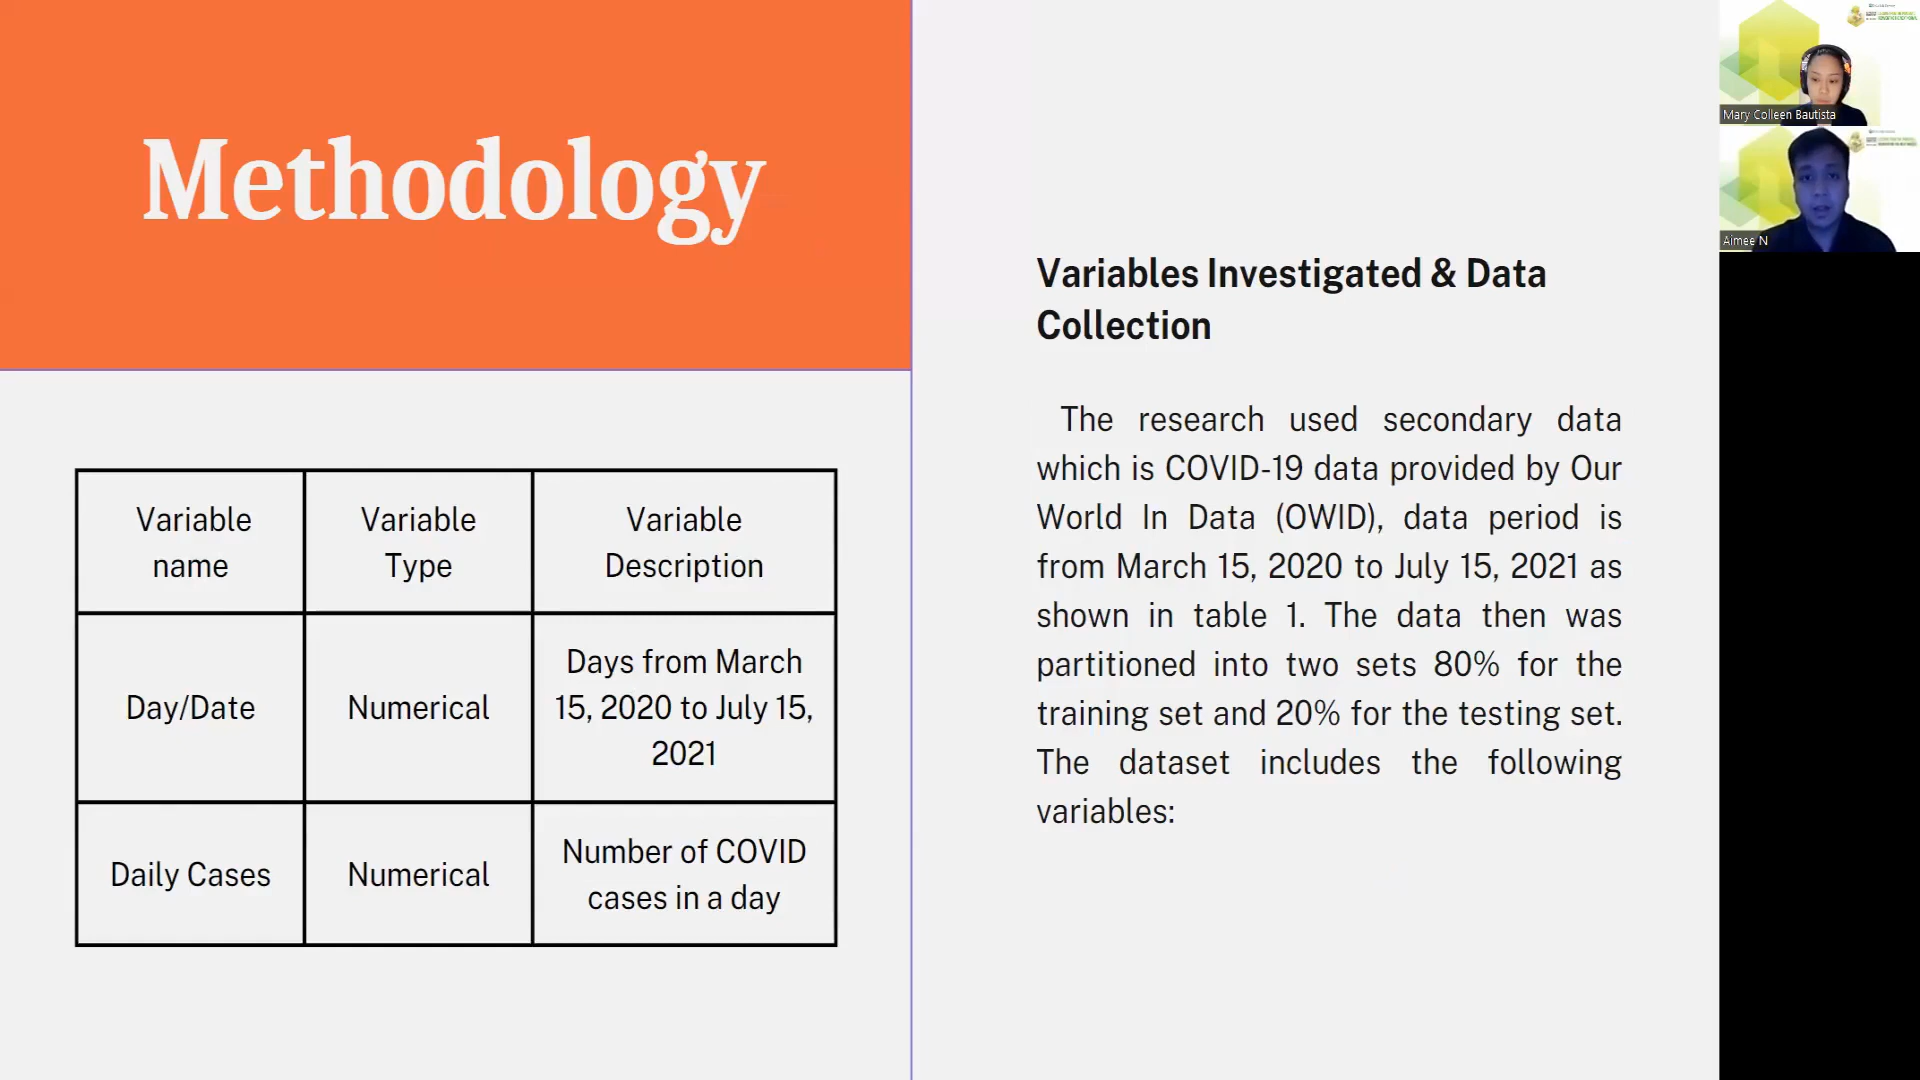 Methodology
Variable
name
Variable
Type
Variable
Description
Day/Date
Numerical
Days from March
15, 2020 to July 15,
2021
Daily Cases
Numerical
Number of COVID
cases in a day
Variables Investigated & Data
Collection
The research used secondary data
which is COVID-19 data provided by Our
World In Data (OWID), data period is
from March 15, 2020 to July 15, 2021 as
shown in table 1. The data then was
partitioned into two sets 80% for the
training set and 20% for the testing set.
The dataset includes the following
variables:
Mary Colleen Bautista
Aimee N